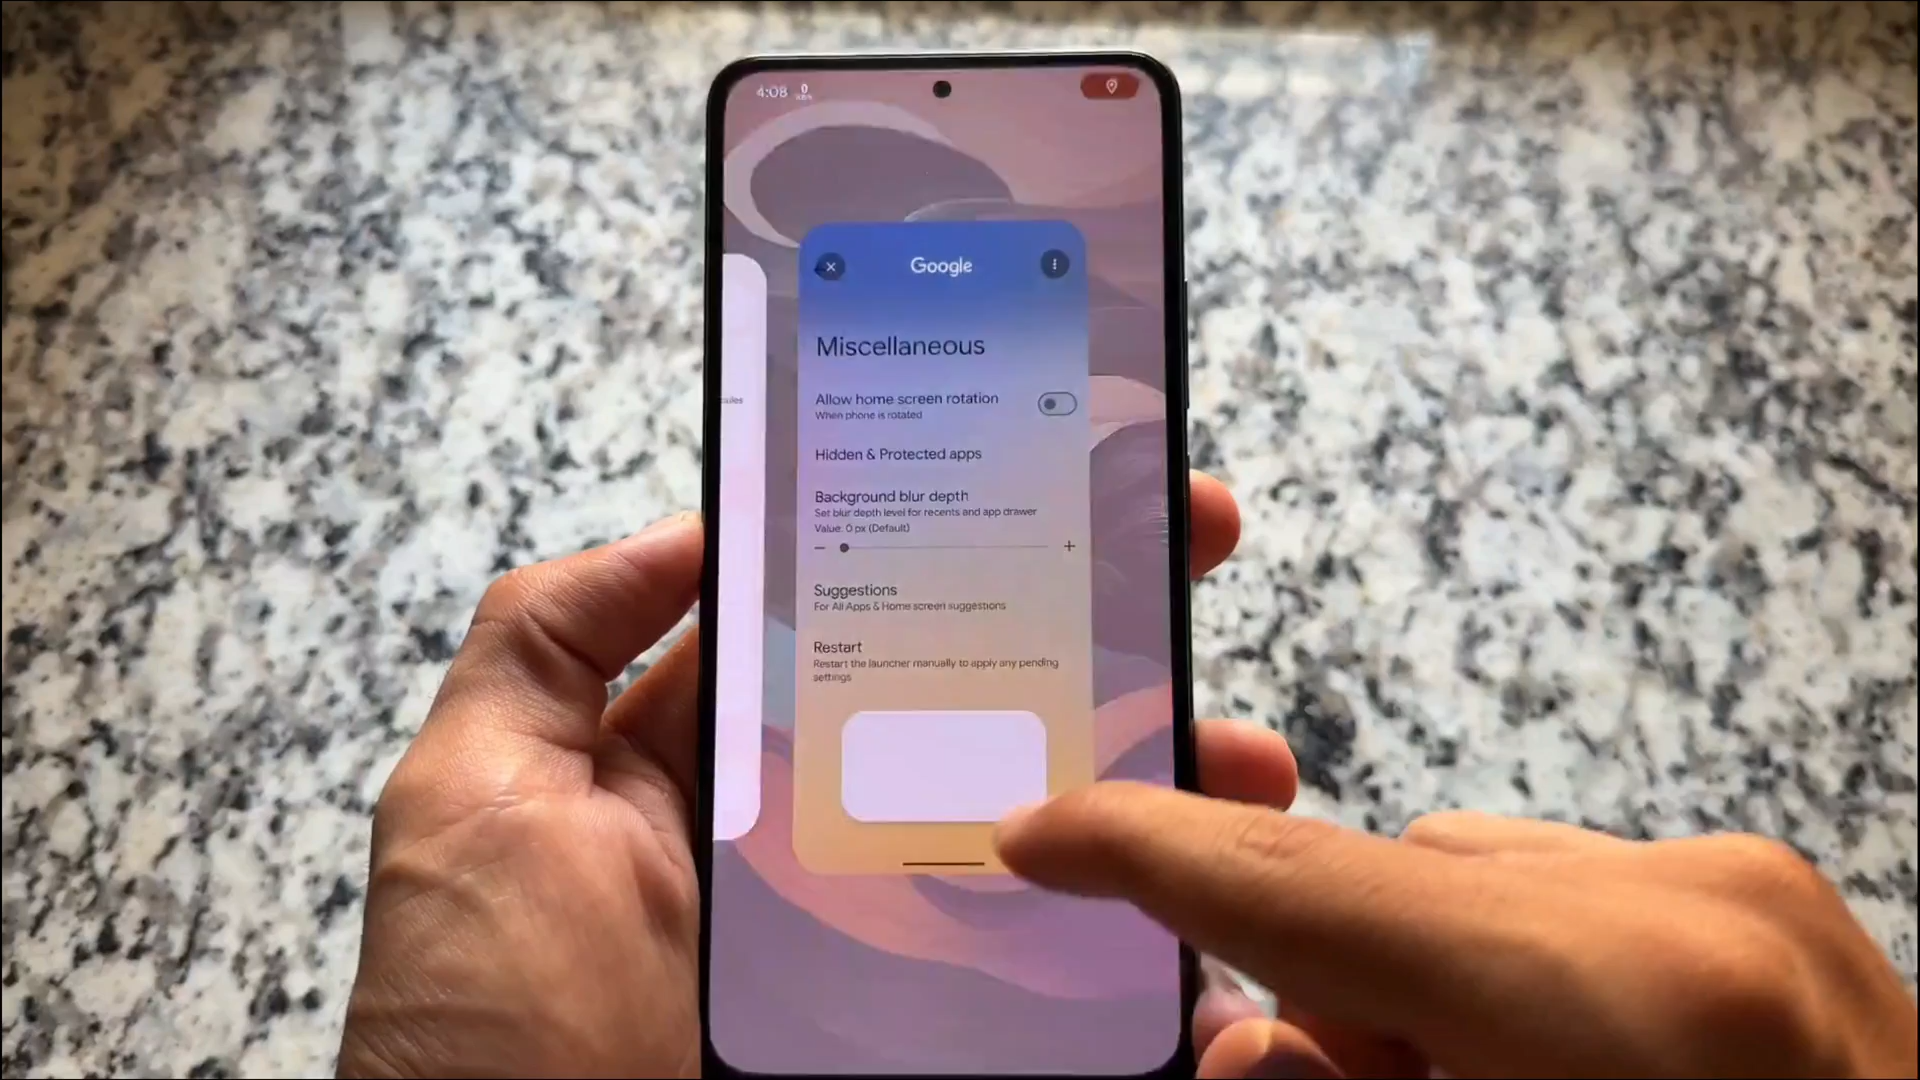 4:08 0
Google
Miscellaneous
Allow home screen rotation
When phone is rotated
Hidden & Protected apps
Background blur depth
Set blur depth level for recents and app drawer
Value: 0 px (Default)
Suggestions
For All Apps & Home screen suggestions
Restart
Restart the launcher manually to apply any pending
settings